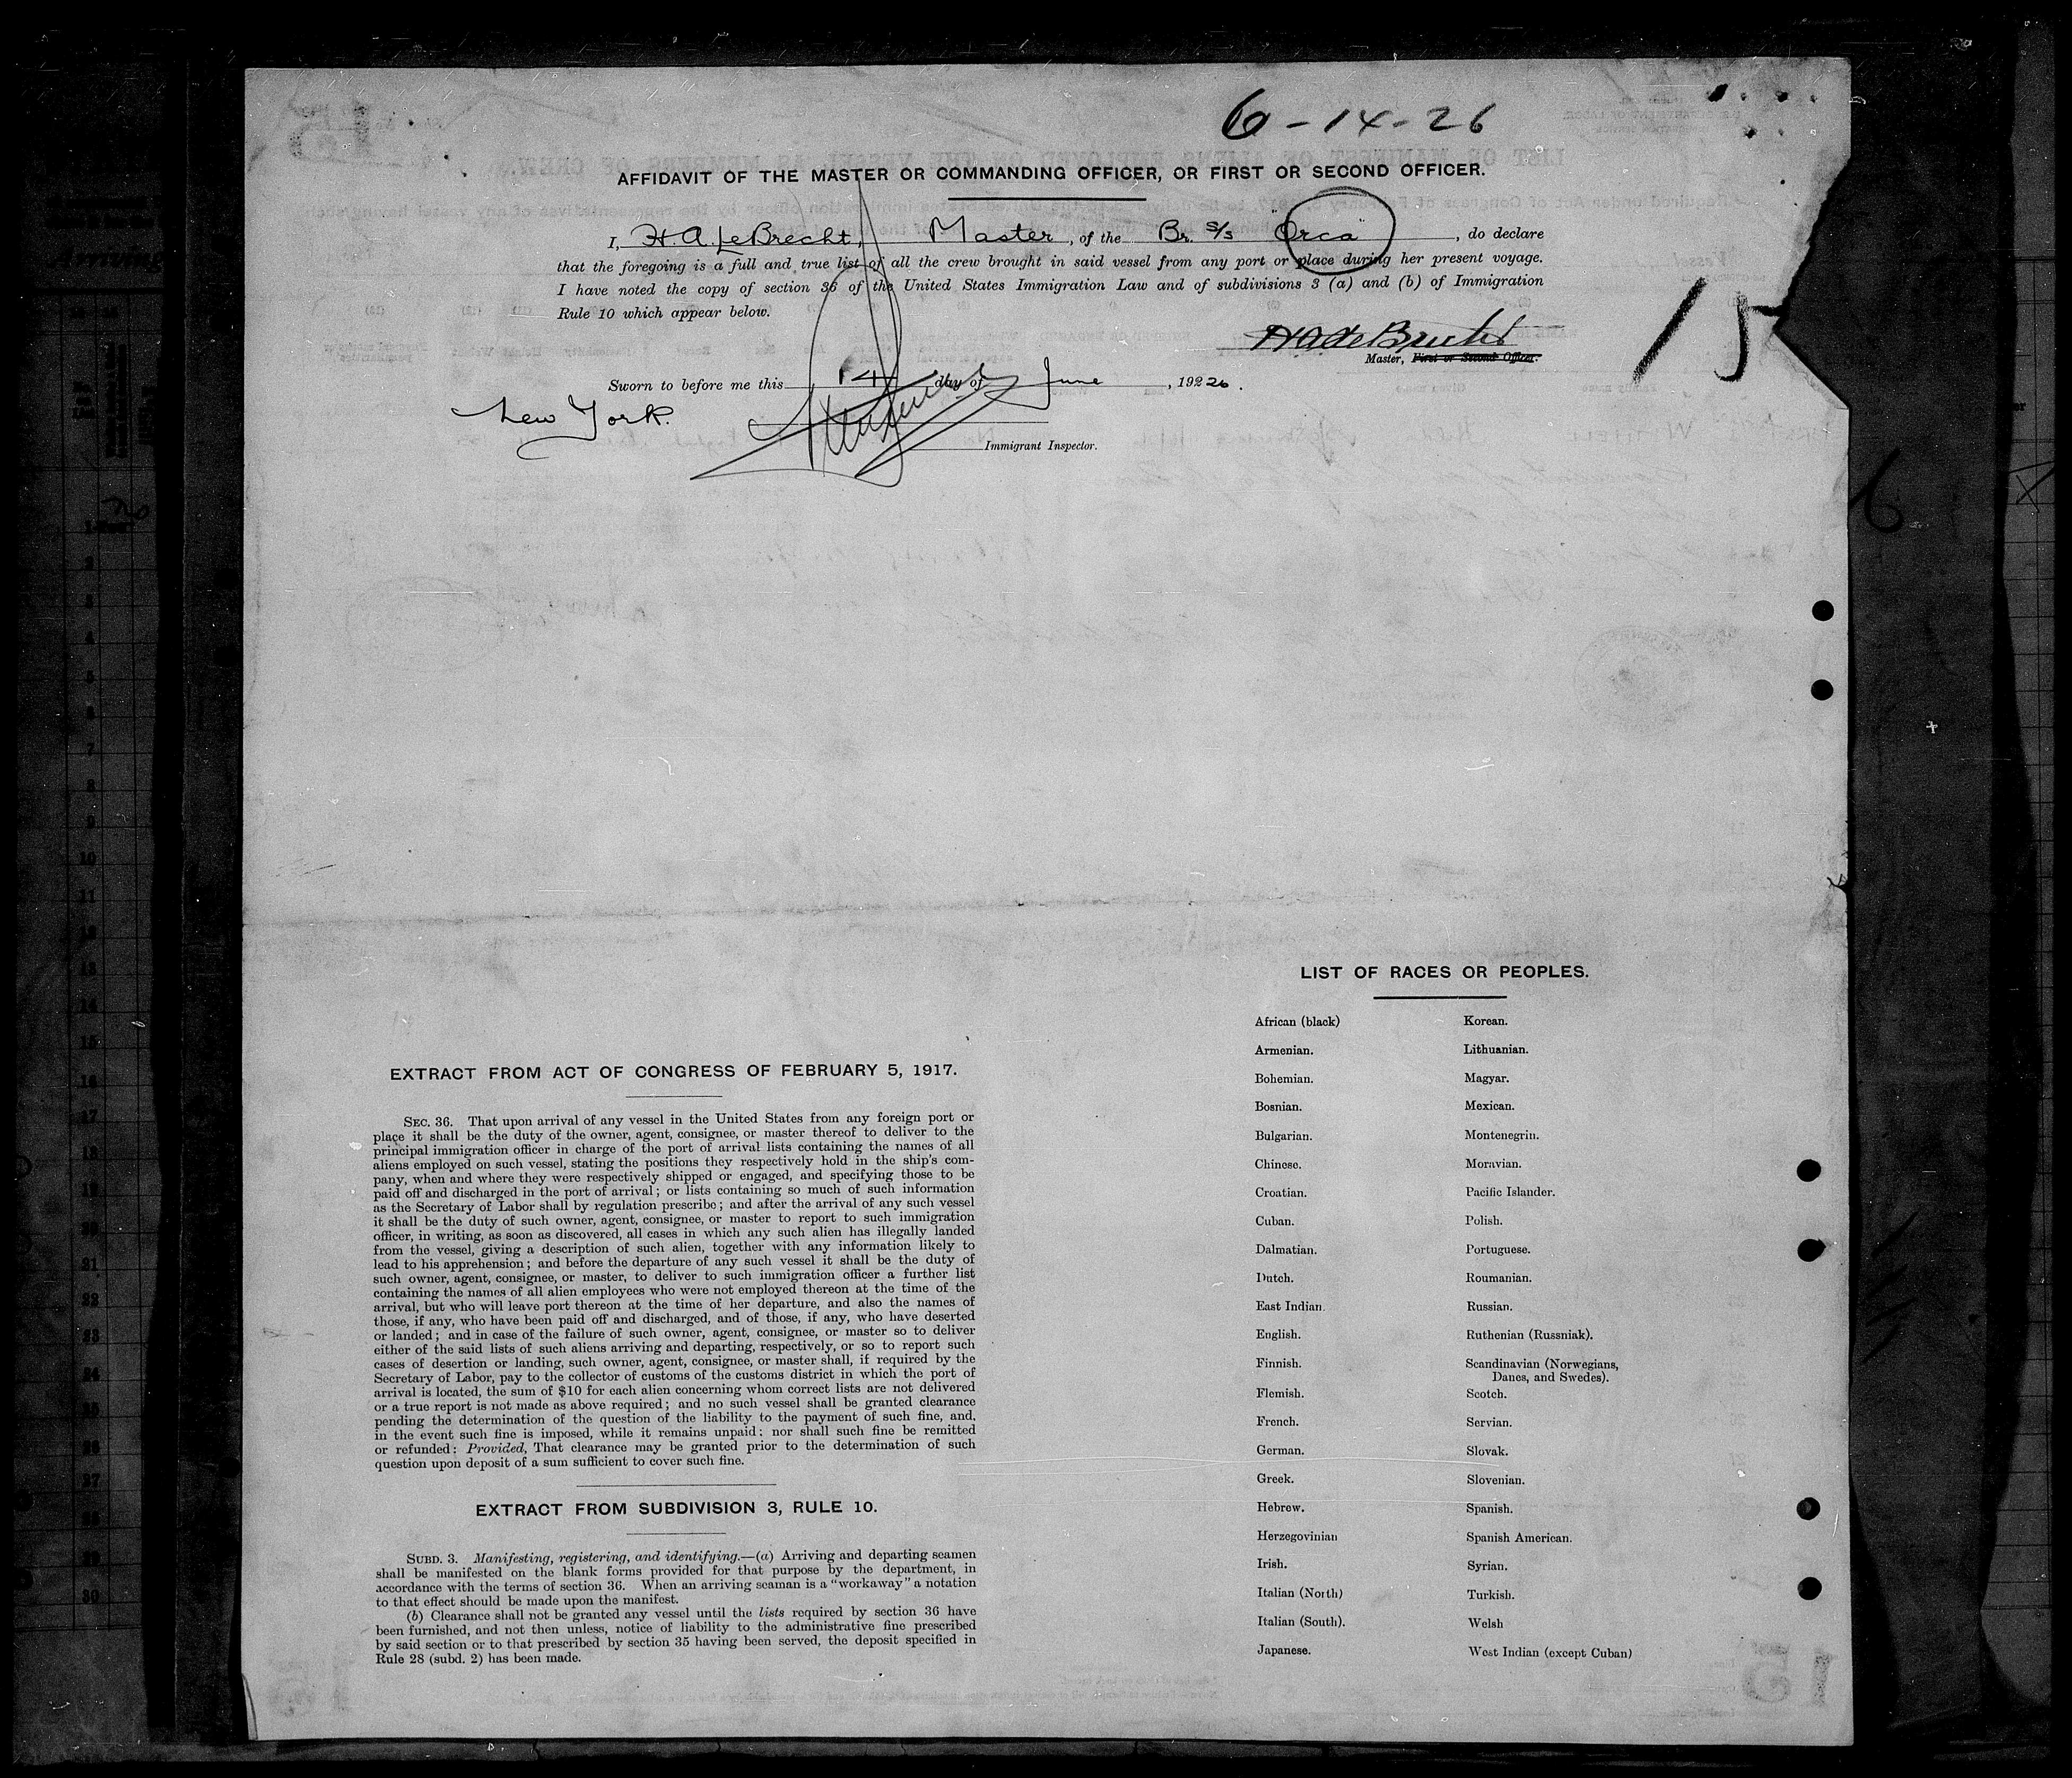 6-14-26
AFFIDAVIT OF THE MASTER OR COMMANDING OFFICER, OR FIRST OR SECOND OFFICER.
I, H. A. LeBrecht, Master, of the Br. S/S "Orca", do declare
that the foregoing is a full and true list of all the crew brought in said vessel from any port or place during her present voyage.
I have noted the copy of section 36 of the United States Immigration Law and of subdivisions 3 (a) and (b) of Immigration
Rule 10 which appear below.
15
Master, First or Second Officer.
Sworn to before me this 14 day of June, 19226.
New York.
Immigrant Inspector.
EXTRACT FROM ACT OF CONGRESS OF FEBRUARY 5, 1917.
SEC. 36. That upon arrival of any vessel in the United States from any foreign port or
place it shall be the duty of the owner, agent, consignee, or master thereof to deliver to the
principal immigration officer in charge of the port of arrival lists containing the names of all
aliens employed on such vessel, stating the positions they respectively hold in the ship's com-
pany, when and where they were respectively shipped or engaged, and specifying those to be
paid off and discharged in the port of arrival; or lists containing so much of such information
as the Secretary of Labor shall by regulation prescribe; and after the arrival of any such vessel
it shall be the duty of such owner, agent, consignee, or master to report to such immigration
officer, in writing, as soon as discovered, all cases in which any such alien has illegally landed
from the vessel, giving a description of such alien, together with any information likely to
lead to his apprehension; and before the departure of any such vessel it shall be the duty of
such owner, agent, consignee, or master, to deliver to such immigration officer a further list
containing the names of all alien employees who were not employed thereon at the time of the
arrival, but who will leave port thereon at the time of her departure, and also the names of
those, if any, who have been paid off and discharged, and of those, if any, who have deserted
or landed; and in case of the failure of such owner, agent, consignee, or master so to deliver
either of the said lists of such aliens arriving and departing, respectively, or so to report such
cases of desertion or landing, such owner, agent, consignee, or master shall, if required by the
Secretary of Labor, pay to the collector of customs of the customs district in which the port of
arrival is located, the sum of $10 for each alien concerning whom correct lists are not delivered
or a true report is not made as above required; and no such vessel shall be granted clearance
pending the determination of the question of the liability to the payment of such fine, and,
in the event such fine is imposed, while it remains unpaid; nor shall such fine be remitted
or refunded: Provided, That clearance may be granted prior to the determination of such
question upon deposit of a sum sufficient to cover such fine.
EXTRACT FROM SUBDIVISION 3, RULE 10.
SUBD. 3. Manifesting, registering, and identifying.—(a) Arriving and departing seamen
shall be manifested on the blank forms provided for that purpose by the department, in
accordance with the terms of section 36. When an arriving seaman is a "workaway" a notation
to that effect should be made upon the manifest.
(b) Clearance shall not be granted any vessel until the lists required by section 36 have
been furnished, and not then unless, notice of liability to the administrative fine prescribed
by said section or to that prescribed by section 35 having been served, the deposit specified in
Rule 28 (subd. 2) has been made.
LIST OF RACES OR PEOPLES.
African (black) Korean.
Armenian. Lithuanian.
Bohemian. Magyar.
Bosnian. Mexican.
Bulgarian. Montenegrin.
Chinese. Moravian.
Croatian. Pacific Islander.
Cuban. Polish.
Dalmatian. Portuguese.
Dutch. Roumanian.
East Indian. Russian.
English. Ruthenian (Russniak).
Finnish. Scandinavian (Norwegians,
Danes, and Swedes).
Flemish. Scotch.
French. Servian.
German. Slovak.
Greek. Slovenian.
Hebrew. Spanish.
Herzegovinian Spanish American.
Irish. Syrian.
Italian (North) Turkish.
Italian (South). Welsh
Japanese. West Indian (except Cuban)